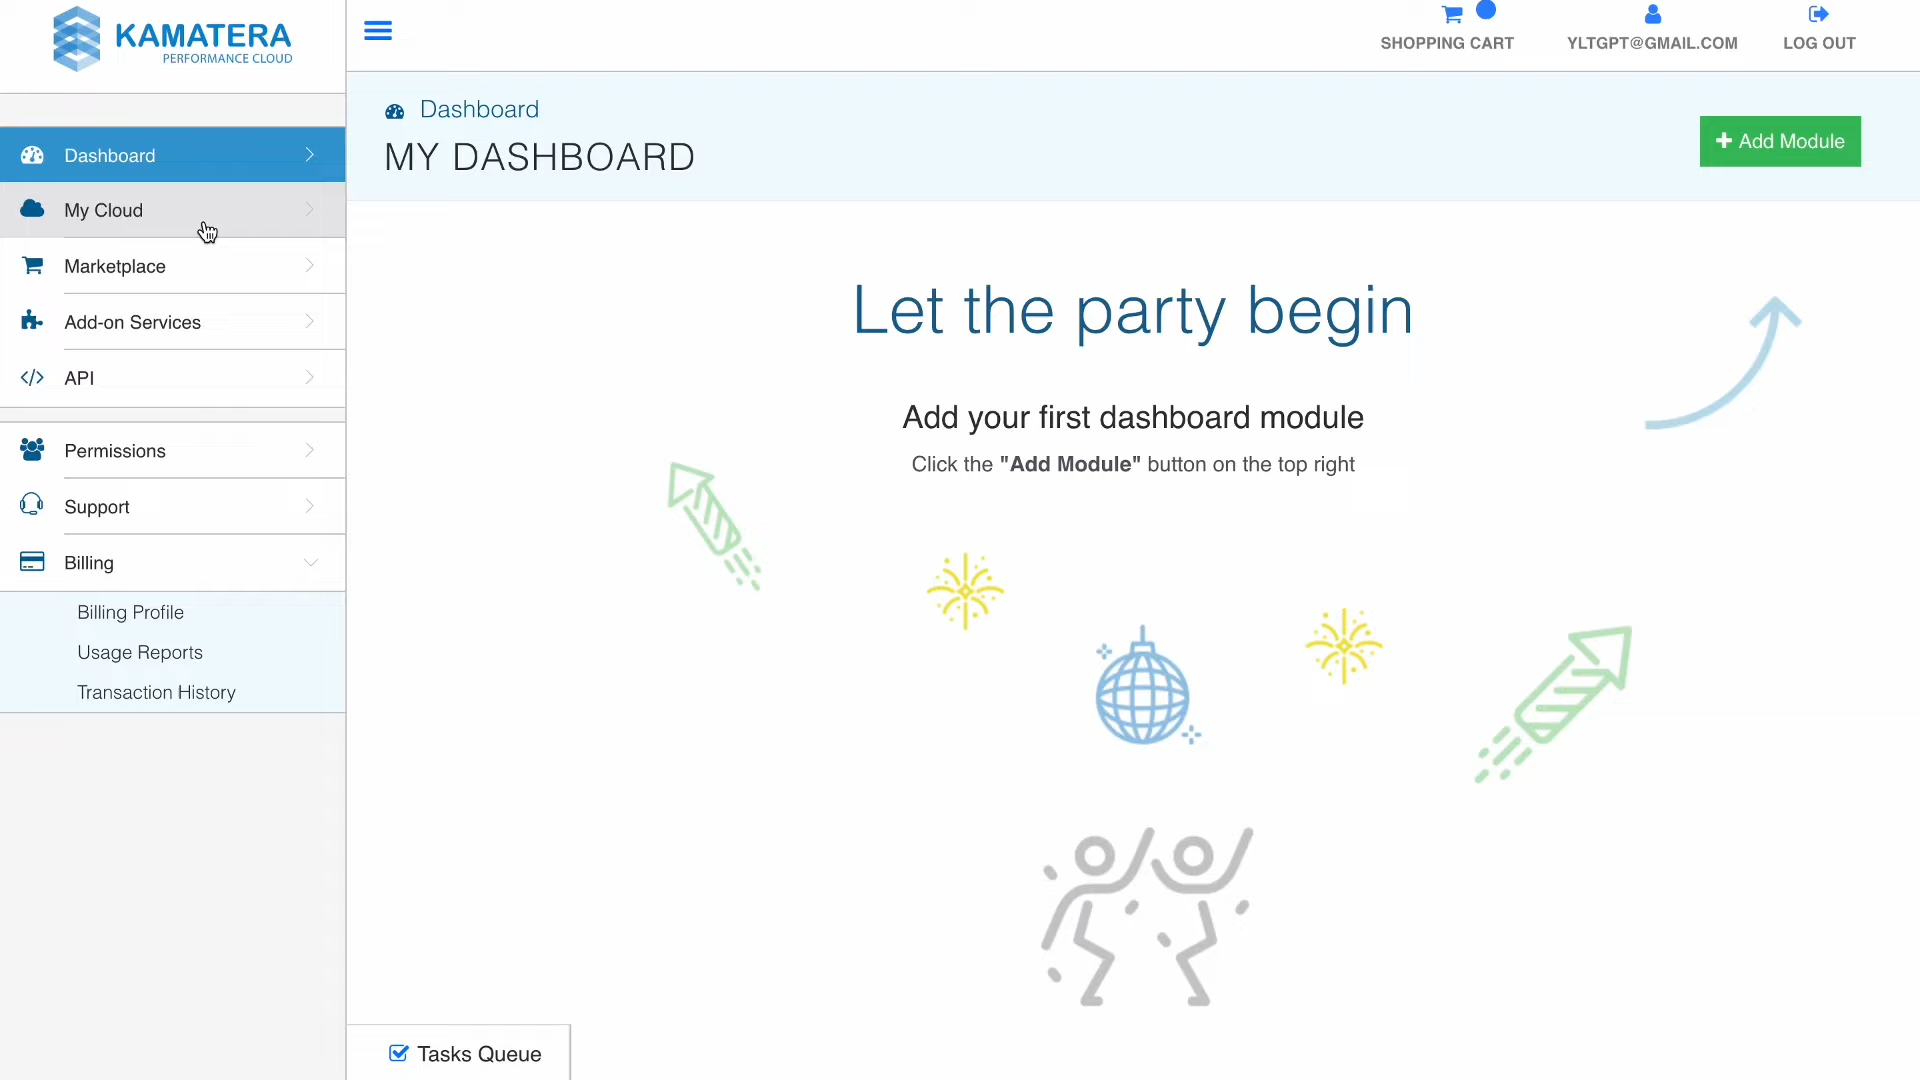 KAMATERA
PERFORMANCE CLOUD
SHOPPING CART
YLTGPT@GMAIL.COM
LOG OUT
Dashboard
MY DASHBOARD
Add Module
Dashboard
My Cloud
Marketplace
Add-on Services
API
Permissions
Support
Billing
Billing Profile
Usage Reports
Transaction History
Let the party begin
Add your first dashboard module
Click the "Add Module" button on the top right
Tasks Queue